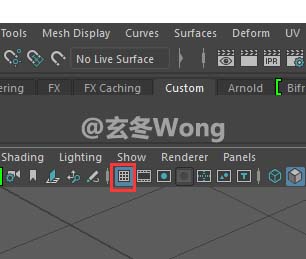 Tools Mesh Display Curves Surfaces Deform UV
No Live Surface
IPR
FX FX Caching Custom Arnold Bifr
@玄冬Wong
Shading Lighting Show Renderer Panels